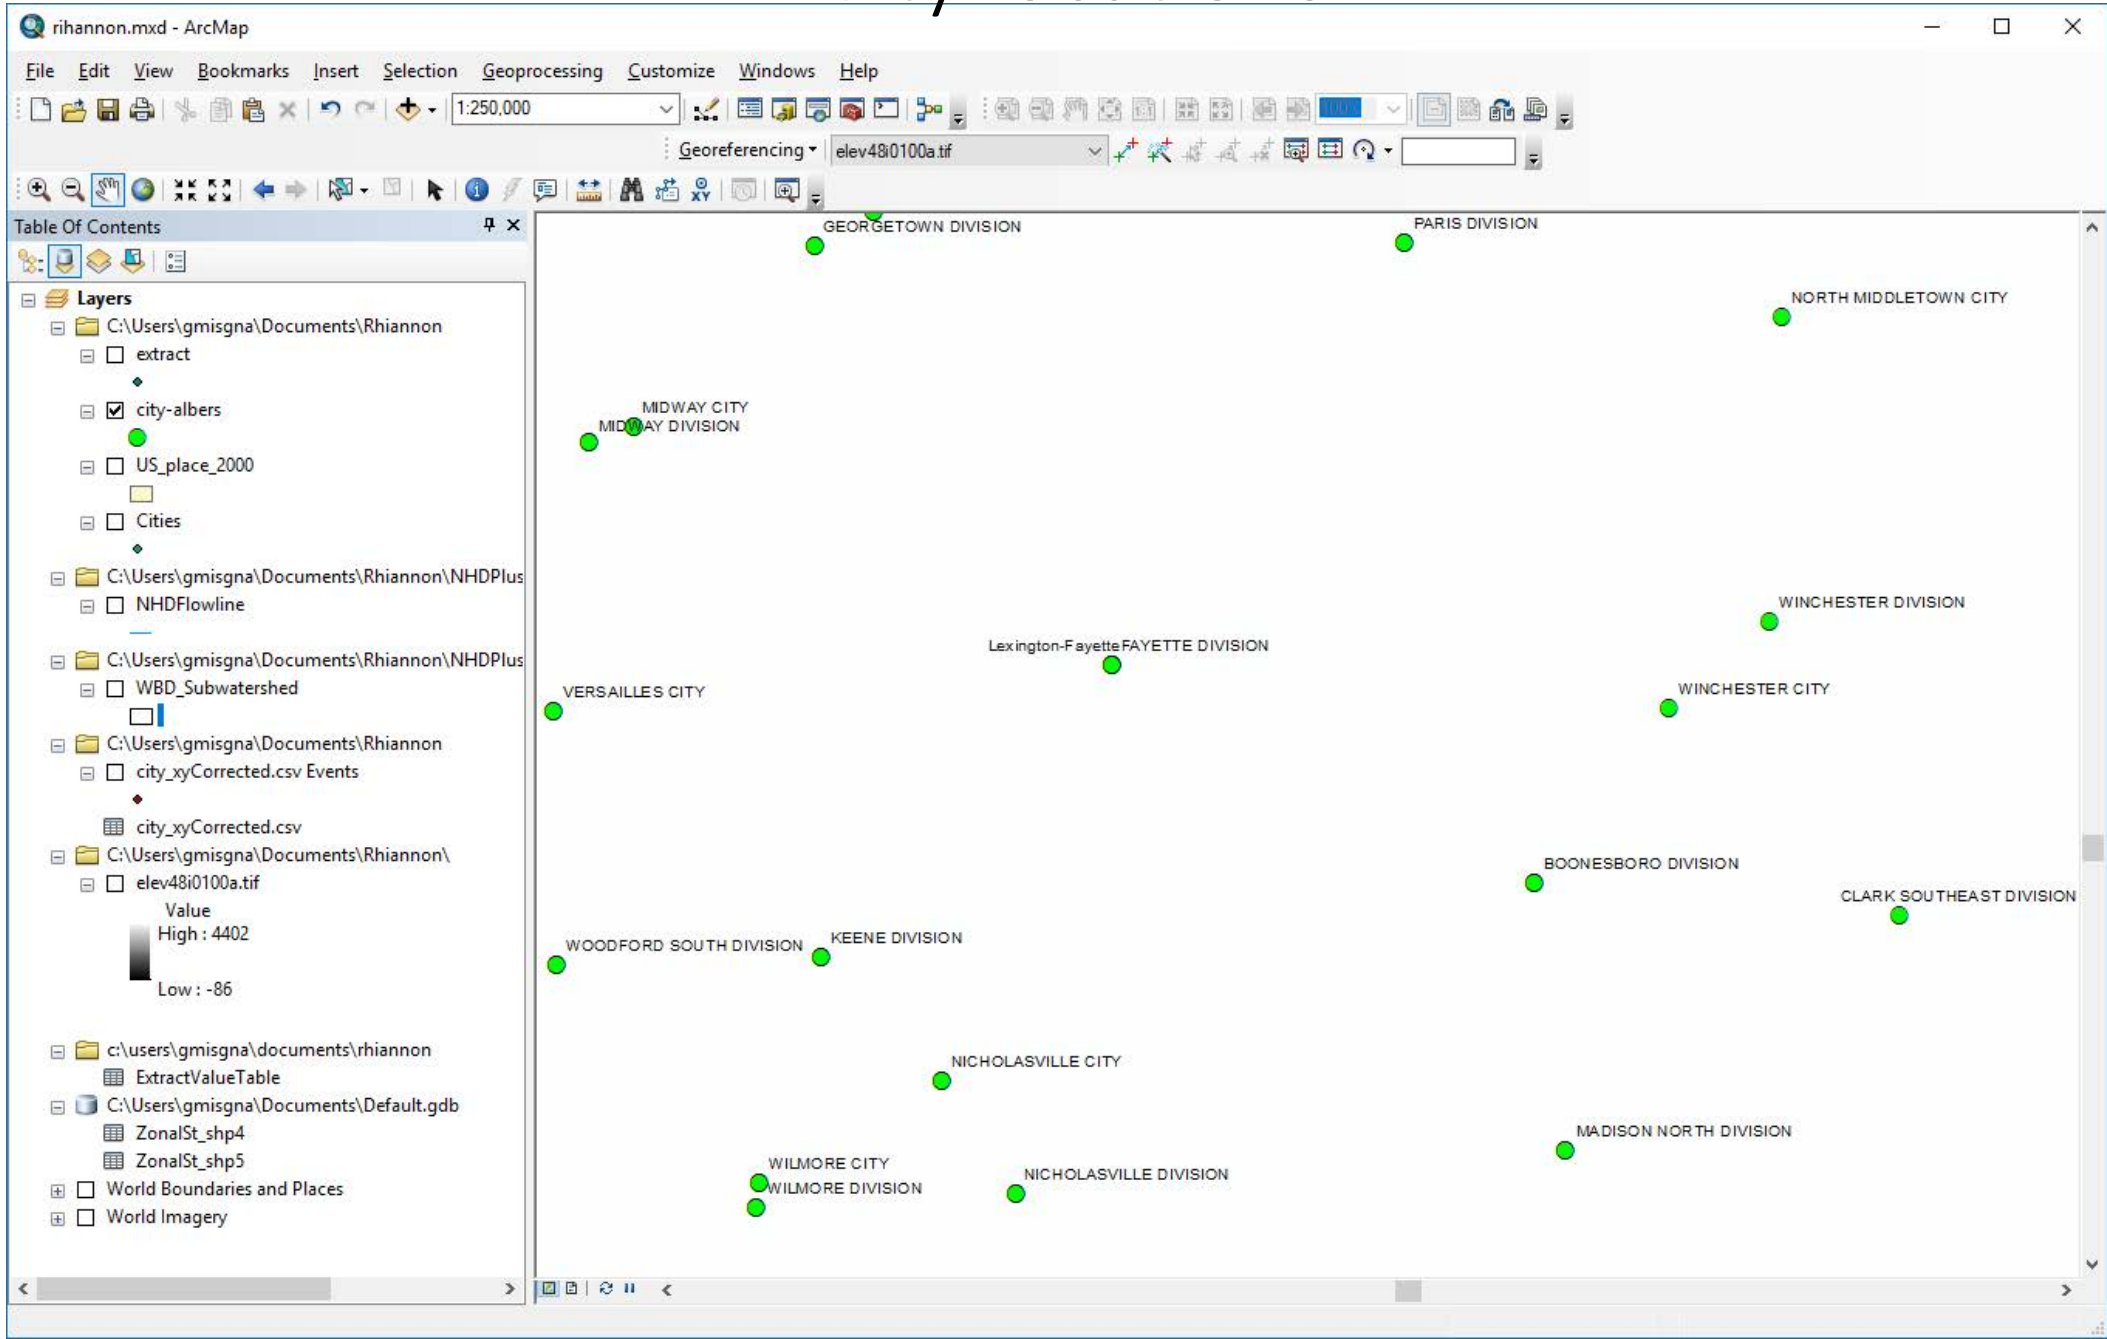 rihannon.mxd - ArcMap
File Edit View Bookmarks Insert Selection Geoprocessing Customize Windows Help
1:250,000
100%
Georeferencing elev48i0100a.tif
Table Of Contents
Layers
C:\Users\gmisgna\Documents\Rhiannon
extract
city-albers
US_place_2000
Cities
C:\Users\gmisgna\Documents\Rhiannon\NHDPlus
NHDFlowline
C:\Users\gmisgna\Documents\Rhiannon\NHDPlus
WBD_Subwatershed
C:\Users\gmisgna\Documents\Rhiannon
city_xyCorrected.csv Events
city_xyCorrected.csv
C:\Users\gmisgna\Documents\Rhiannon\
elev48i0100a.tif
Value
High : 4402
Low : -86
c:\users\gmisgna\documents\rhiannon
ExtractValueTable
C:\Users\gmisgna\Documents\Default.gdb
ZonalSt_shp4
ZonalSt_shp5
World Boundaries and Places
World Imagery
GEORGETOWN DIVISION
PARIS DIVISION
NORTH MIDDLETOWN CITY
MIDWAY CITY
MIDWAY DIVISION
WINCHESTER DIVISION
Lexington-Fayette FAYETTE DIVISION
VERSAILLES CITY
WINCHESTER CITY
BOONESBORO DIVISION
CLARK SOUTHEAST DIVISION
WOODFORD SOUTH DIVISION
KEENE DIVISION
NICHOLASVILLE CITY
MADISON NORTH DIVISION
WILMORE CITY
WILMORE DIVISION
NICHOLASVILLE DIVISION